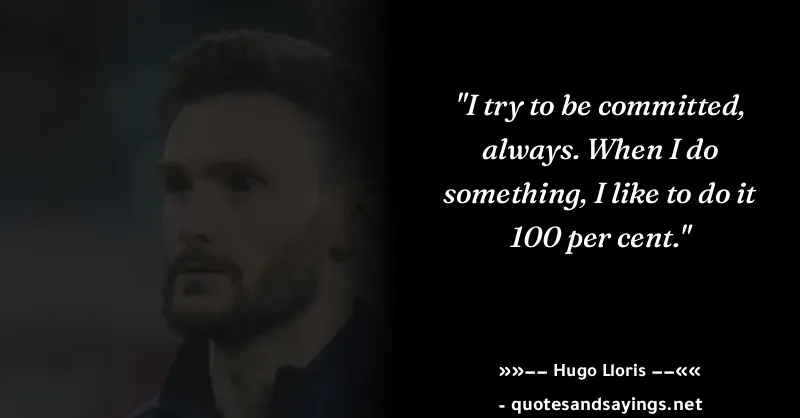 "I try to be committed,
always. When I do
something, I like to do it
100 per cent."
»»−− Hugo Lloris −−««
- quotesandsayings.net